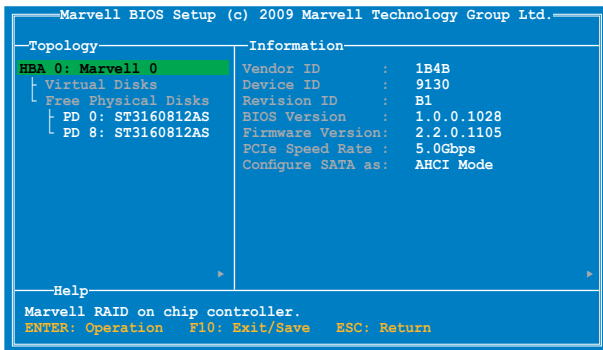 Marvell BIOS Setup (c) 2009 Marvell Technology Group Ltd.
Topology
HBA 0: Marvell 0
Virtual Disks
Free Physical Disks
PD 0: ST3160812AS
PD 8: ST3160812AS
Information
Vendor ID : 1B4B
Device ID : 9130
Revision ID : B1
BIOS Version : 1.0.0.1028
Firmware Version: 2.2.0.1105
PCIe Speed Rate : 5.0Gbps
Configure SATA as: AHCI Mode
Help
Marvell RAID on chip controller.
ENTER: Operation F10: Exit/Save ESC: Return